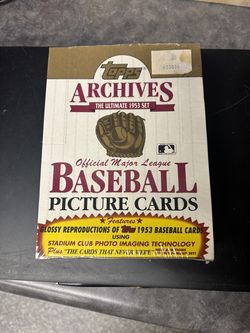 Topps
ARCHIVES
THE ULTIMATE 1953 SET
Official Major League
BASEBALL
PICTURE CARDS
Features
GLOSSY REPRODUCTIONS OF Topps 1953 BASEBALL CARDS
USING
STADIUM CLUB PHOTO IMAGING TECHNOLOGY
Plus "THE CARDS THAT NEVER WERE"